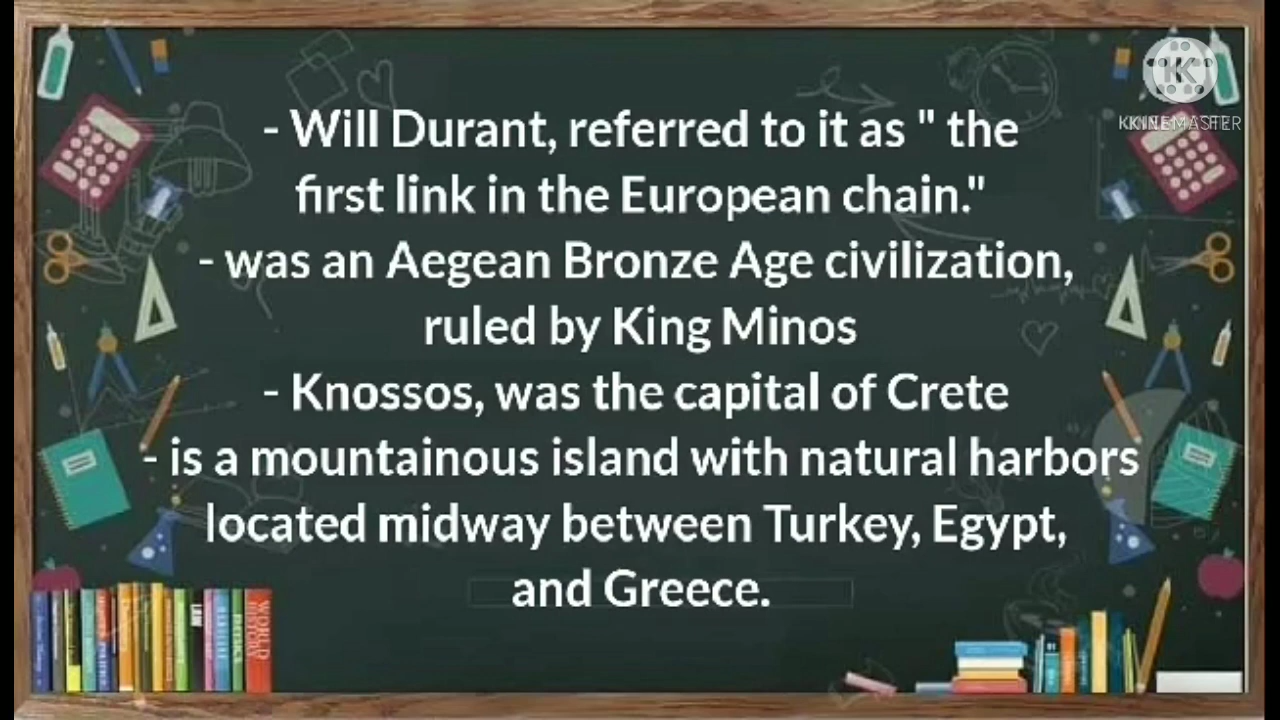 - Will Durant, referred to it as " the
first link in the European chain."
- was an Aegean Bronze Age civilization,
ruled by King Minos
- Knossos, was the capital of Crete
- is a mountainous island with natural harbors
located midway between Turkey, Egypt,
and Greece.
WORLD HISTORY